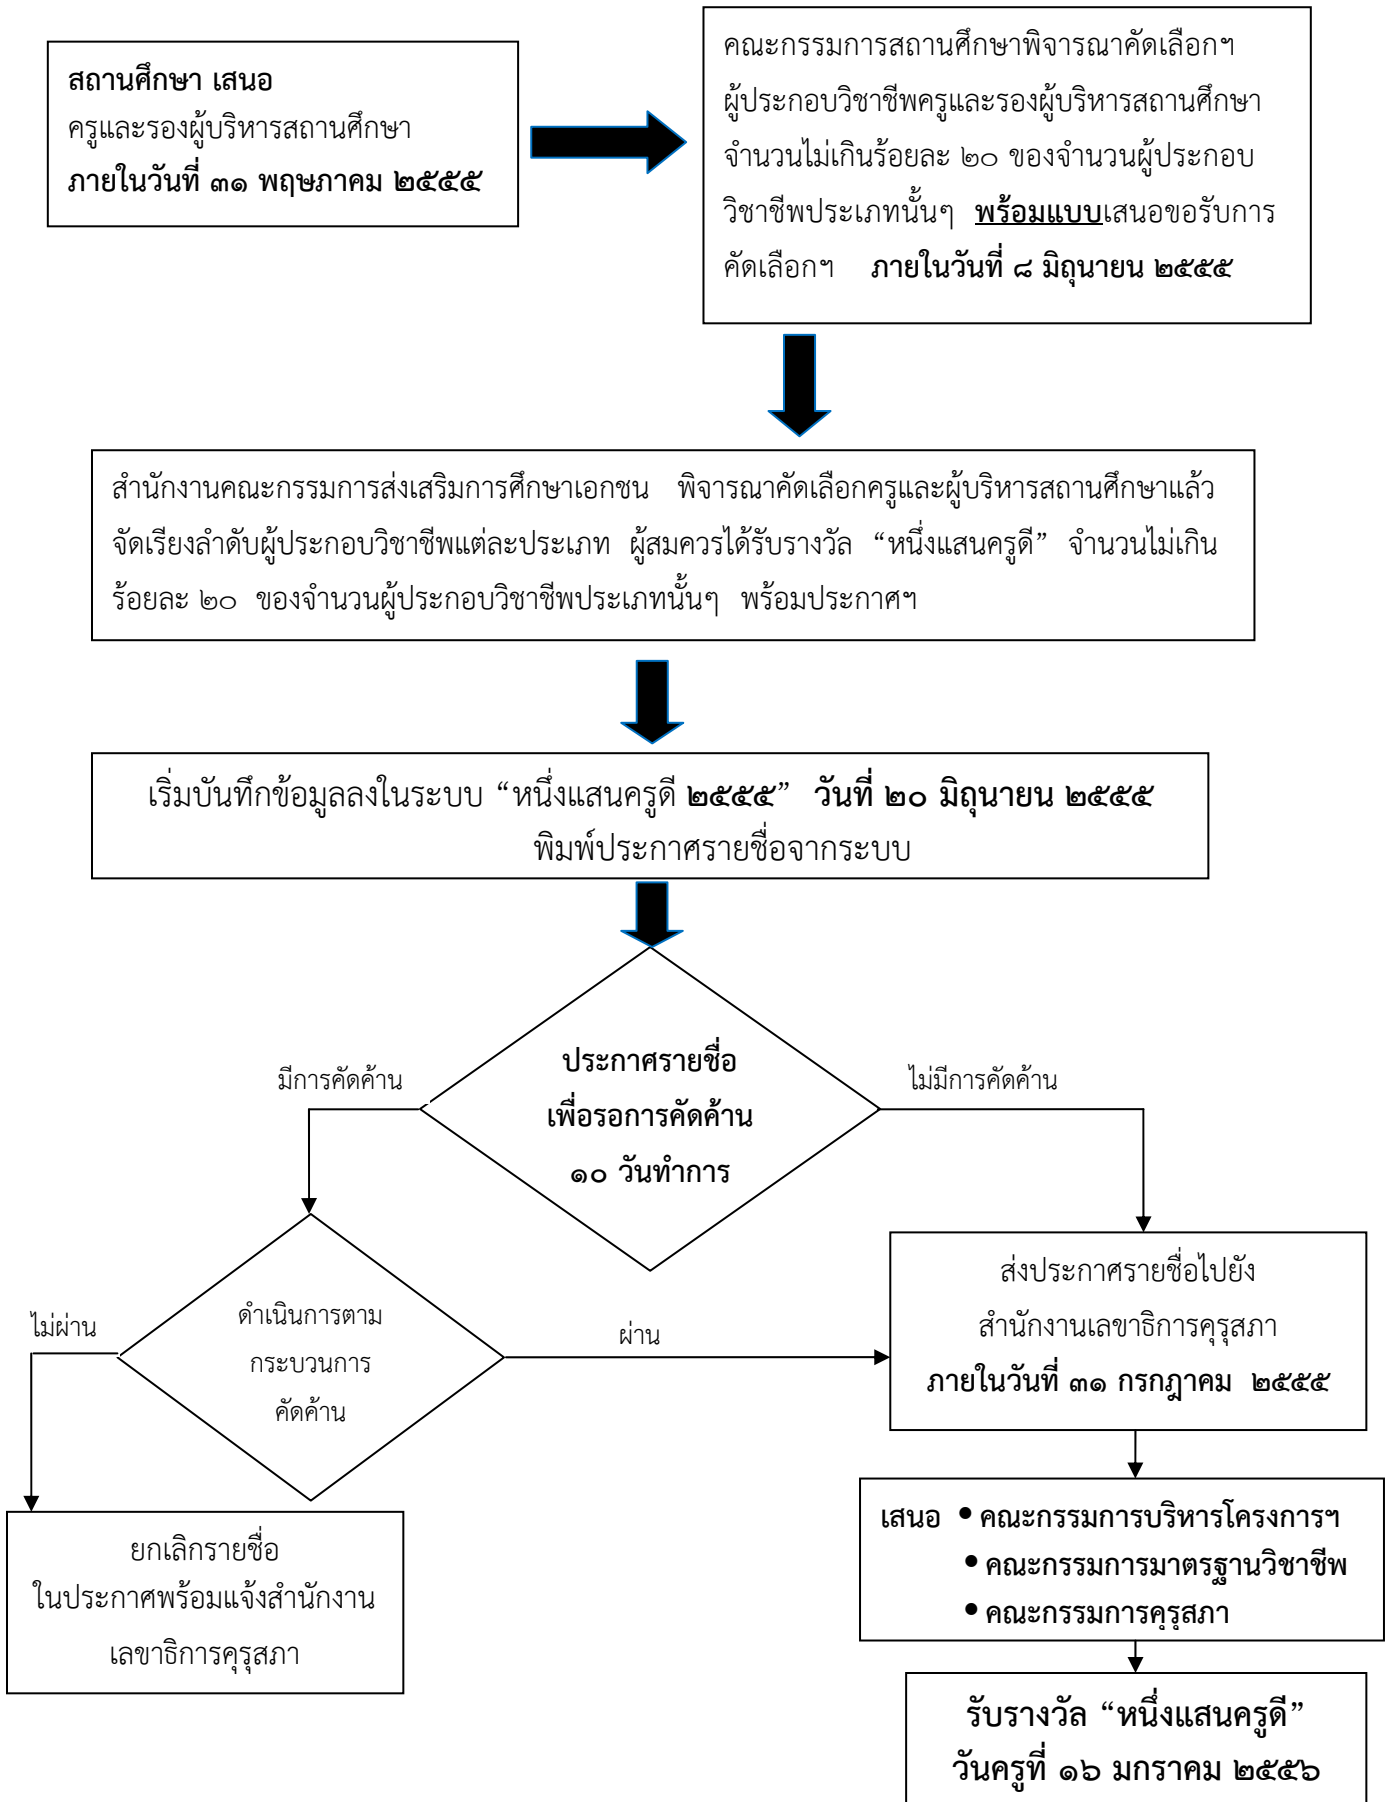 สถานศึกษา เสนอ
ครูและรองผู้บริหารสถานศึกษา
ภายในวันที่ ๓๑ พฤษภาคม ๒๕๕๕
คณะกรรมการสถานศึกษาพิจารณาคัดเลือกฯ
ผู้ประกอบวิชาชีพครูและรองผู้บริหารสถานศึกษา
จำนวนไม่เกินร้อยละ ๒๐ ของจำนวนผู้ประกอบ
วิชาชีพประเภทนั้นๆ พร้อมแบบเสนอขอรับการ
คัดเลือกฯ ภายในวันที่ ๘ มิถุนายน ๒๕๕๕
สำนักงานคณะกรรมการส่งเสริมการศึกษาเอกชน พิจารณาคัดเลือกครูและผู้บริหารสถานศึกษาแล้ว
จัดเรียงลำดับผู้ประกอบวิชาชีพแต่ละประเภท ผู้สมควรได้รับรางวัล “หนึ่งแสนครูดี” จำนวนไม่เกิน
ร้อยละ ๒๐ ของจำนวนผู้ประกอบวิชาชีพประเภทนั้นๆ พร้อมประกาศฯ
เริ่มบันทึกข้อมูลลงในระบบ “หนึ่งแสนครูดี ๒๕๕๕” วันที่ ๒๐ มิถุนายน ๒๕๕๕
พิมพ์ประกาศรายชื่อจากระบบ
ประกาศรายชื่อ
เพื่อรอการคัดค้าน
๑๐ วันทำการ
มีการคัดค้าน
ไม่มีการคัดค้าน
ดำเนินการตาม
กระบวนการ
คัดค้าน
ไม่ผ่าน
ผ่าน
ส่งประกาศรายชื่อไปยัง
สำนักงานเลขาธิการคุรุสภา
ภายในวันที่ ๓๑ กรกฎาคม ๒๕๕๕
ยกเลิกรายชื่อ
ในประกาศพร้อมแจ้งสำนักงาน
เลขาธิการคุรุสภา
เสนอ • คณะกรรมการบริหารโครงการฯ
• คณะกรรมการมาตรฐานวิชาชีพ
• คณะกรรมการคุรุสภา
รับรางวัล “หนึ่งแสนครูดี”
วันครูที่ ๑๖ มกราคม ๒๕๕๖